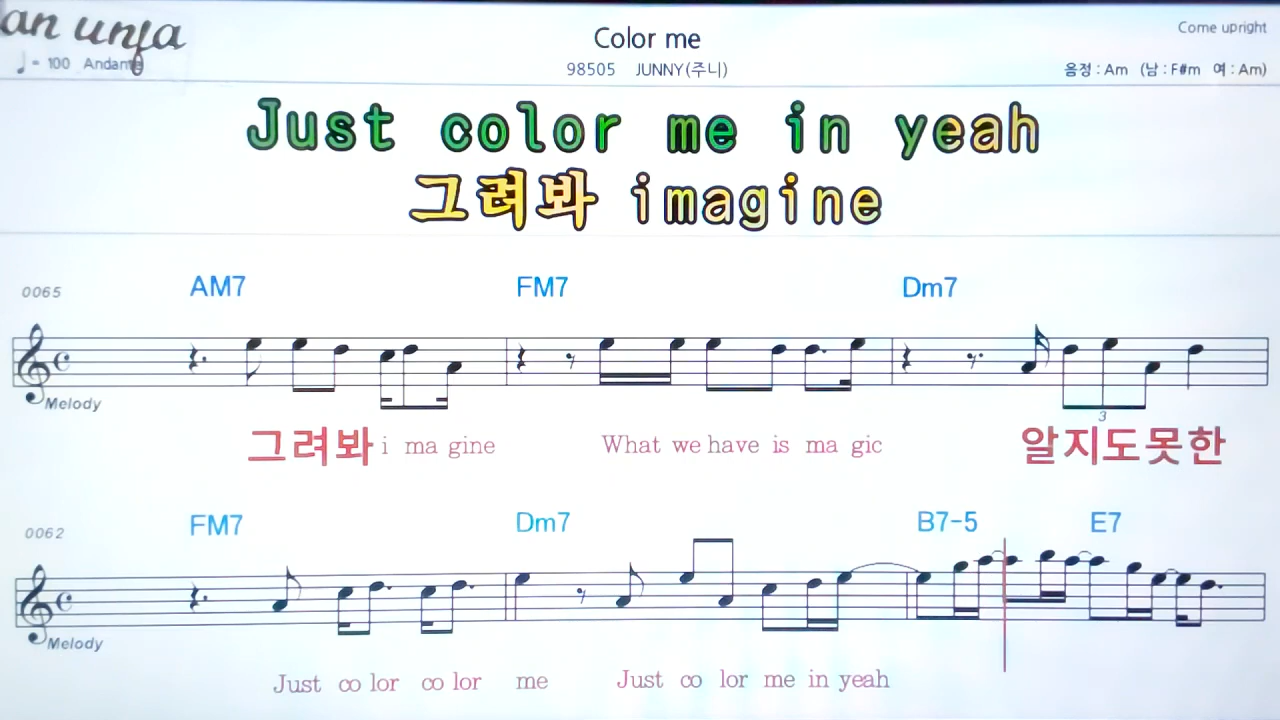 an unja
Color me
Come upright
♩ = 100 Andante
98505 JUNNY(주니)
음정 : Am (남 : F#m 여 : Am)
Just color me in yeah
그려봐 imagine
0065
AM7 FM7 Dm7
Melody
3
그려봐 i ma gine What we have is ma gic 알지도못한
0062
FM7 Dm7 B7-5 E7
Melody
Just co lor co lor me Just co lor me in yeah